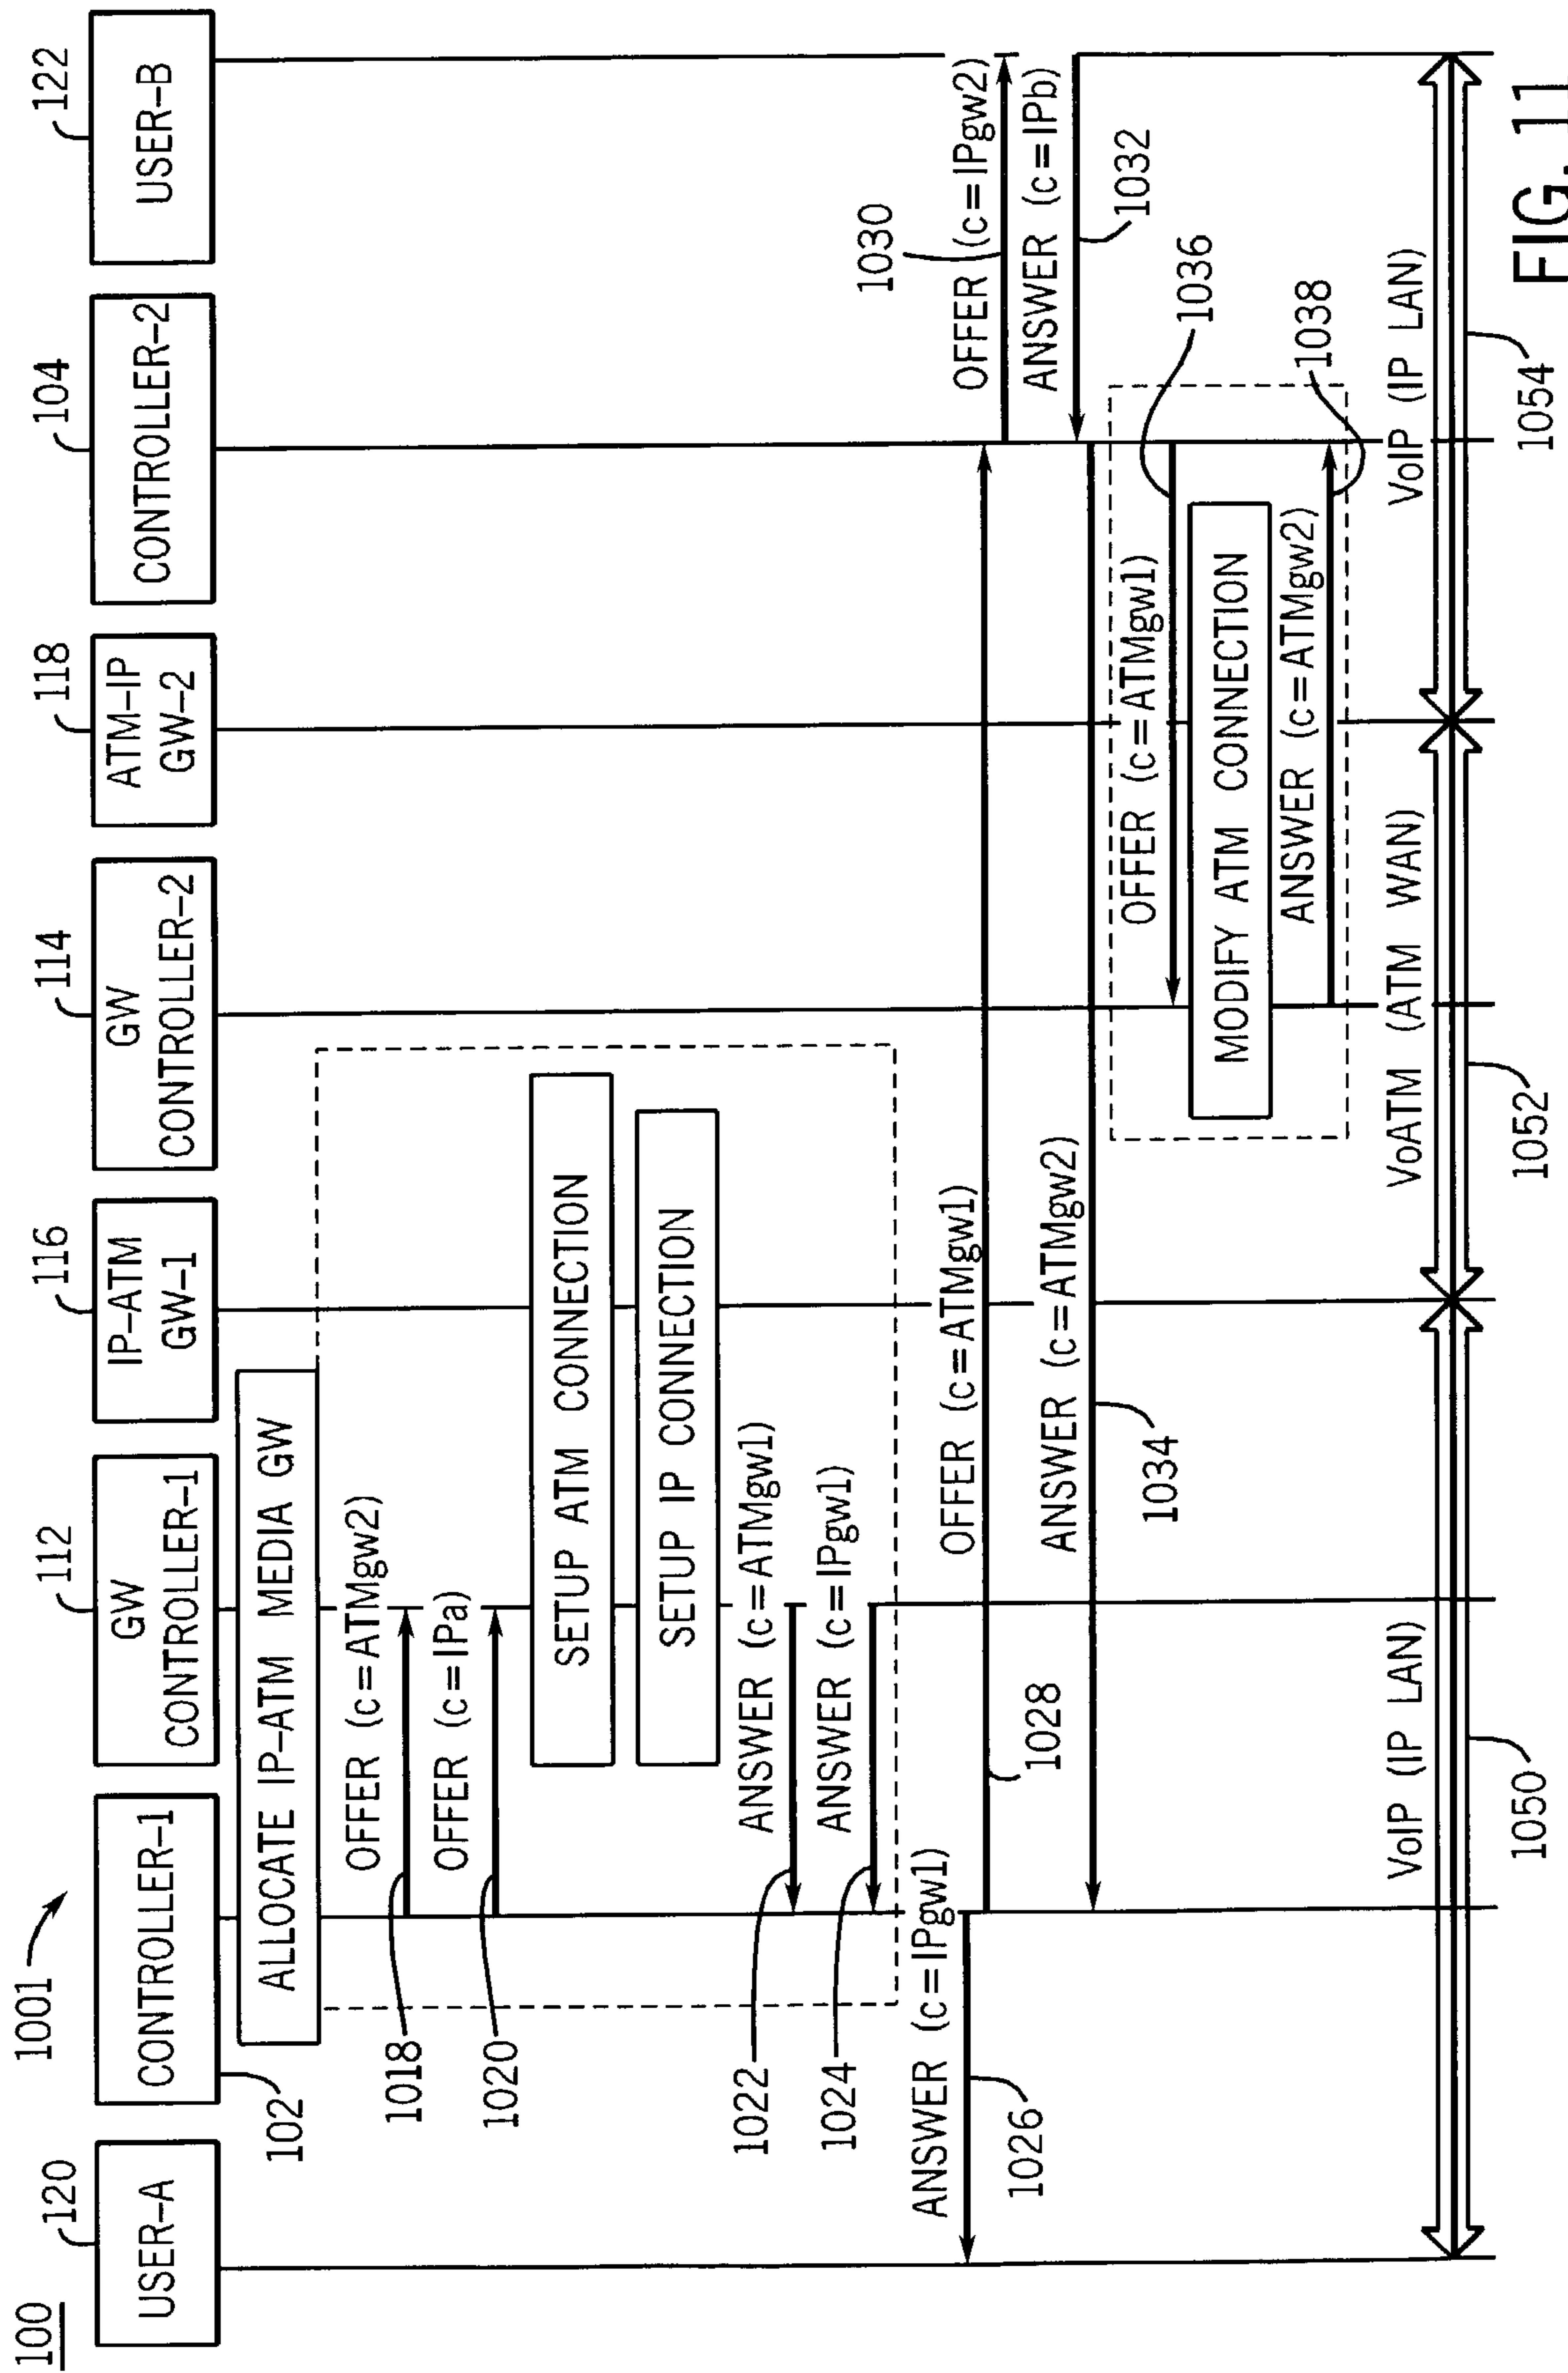 100
1001
120
USER-A
102
CONTROLLER-1
112
GW
CONTROLLER-1
116
IP-ATM
GW-1
114
GW
CONTROLLER-2
118
ATM-IP
GW-2
104
CONTROLLER-2
122
USER-B
ALLOCATE IP-ATM MEDIA GW
1018
OFFER (c=ATMgw2)
1020
OFFER (c=IPa)
SETUP ATM CONNECTION
SETUP IP CONNECTION
1022
ANSWER (c=ATMgw1)
1024
ANSWER (c=IPgw1)
ANSWER (c=IPgw1)
1026
OFFER (c=ATMgw1)
1028
1030
OFFER (c=IPgw2)
ANSWER (c=IPb)
1032
ANSWER (c=ATMgw2)
1034
OFFER (c=ATMgw1)
1036
MODIFY ATM CONNECTION
ANSWER (c=ATMgw2)
1038
VoIP (IP LAN)
VoATM (ATM WAN)
VoIP (IP LAN)
1050
1052
1054
FIG. 11